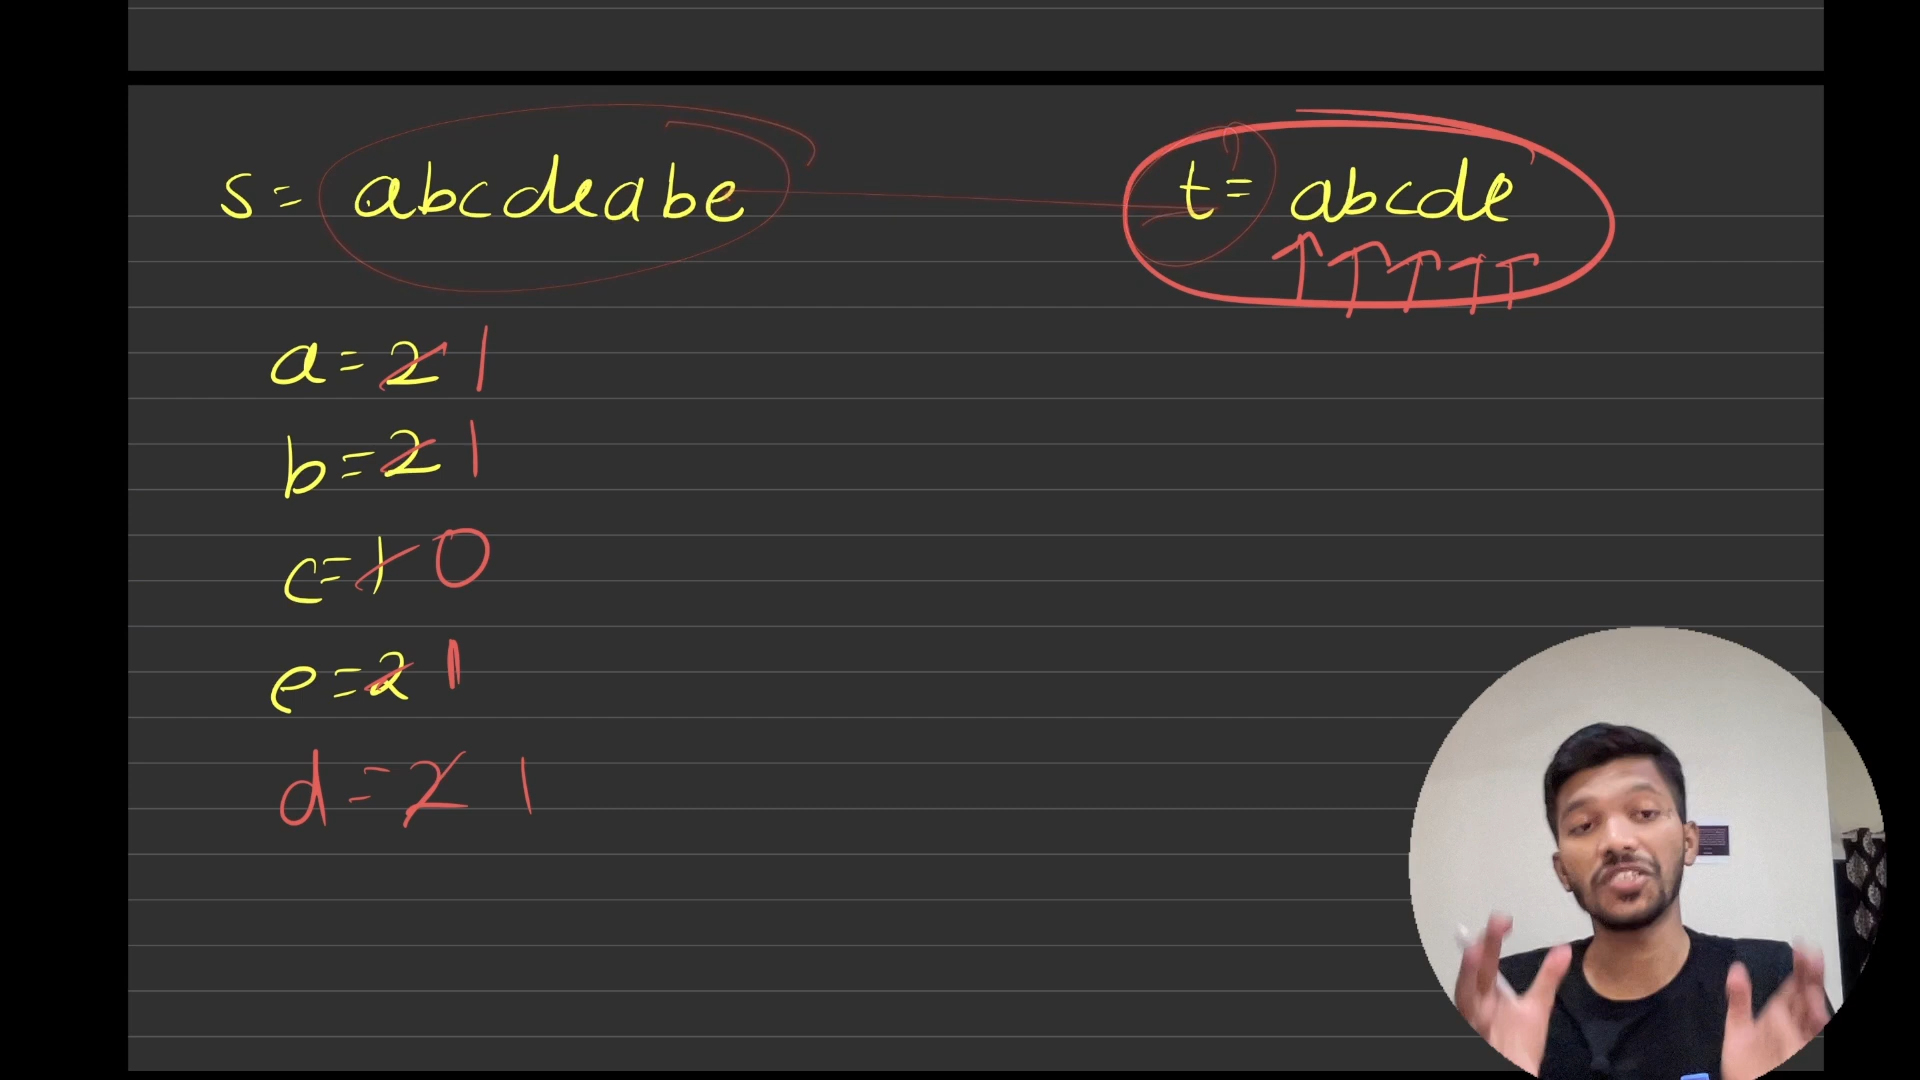 s= abcdeabe
t= abcde
a=2 1
b=2 1
c=1 0
e=2 1
d=2 1